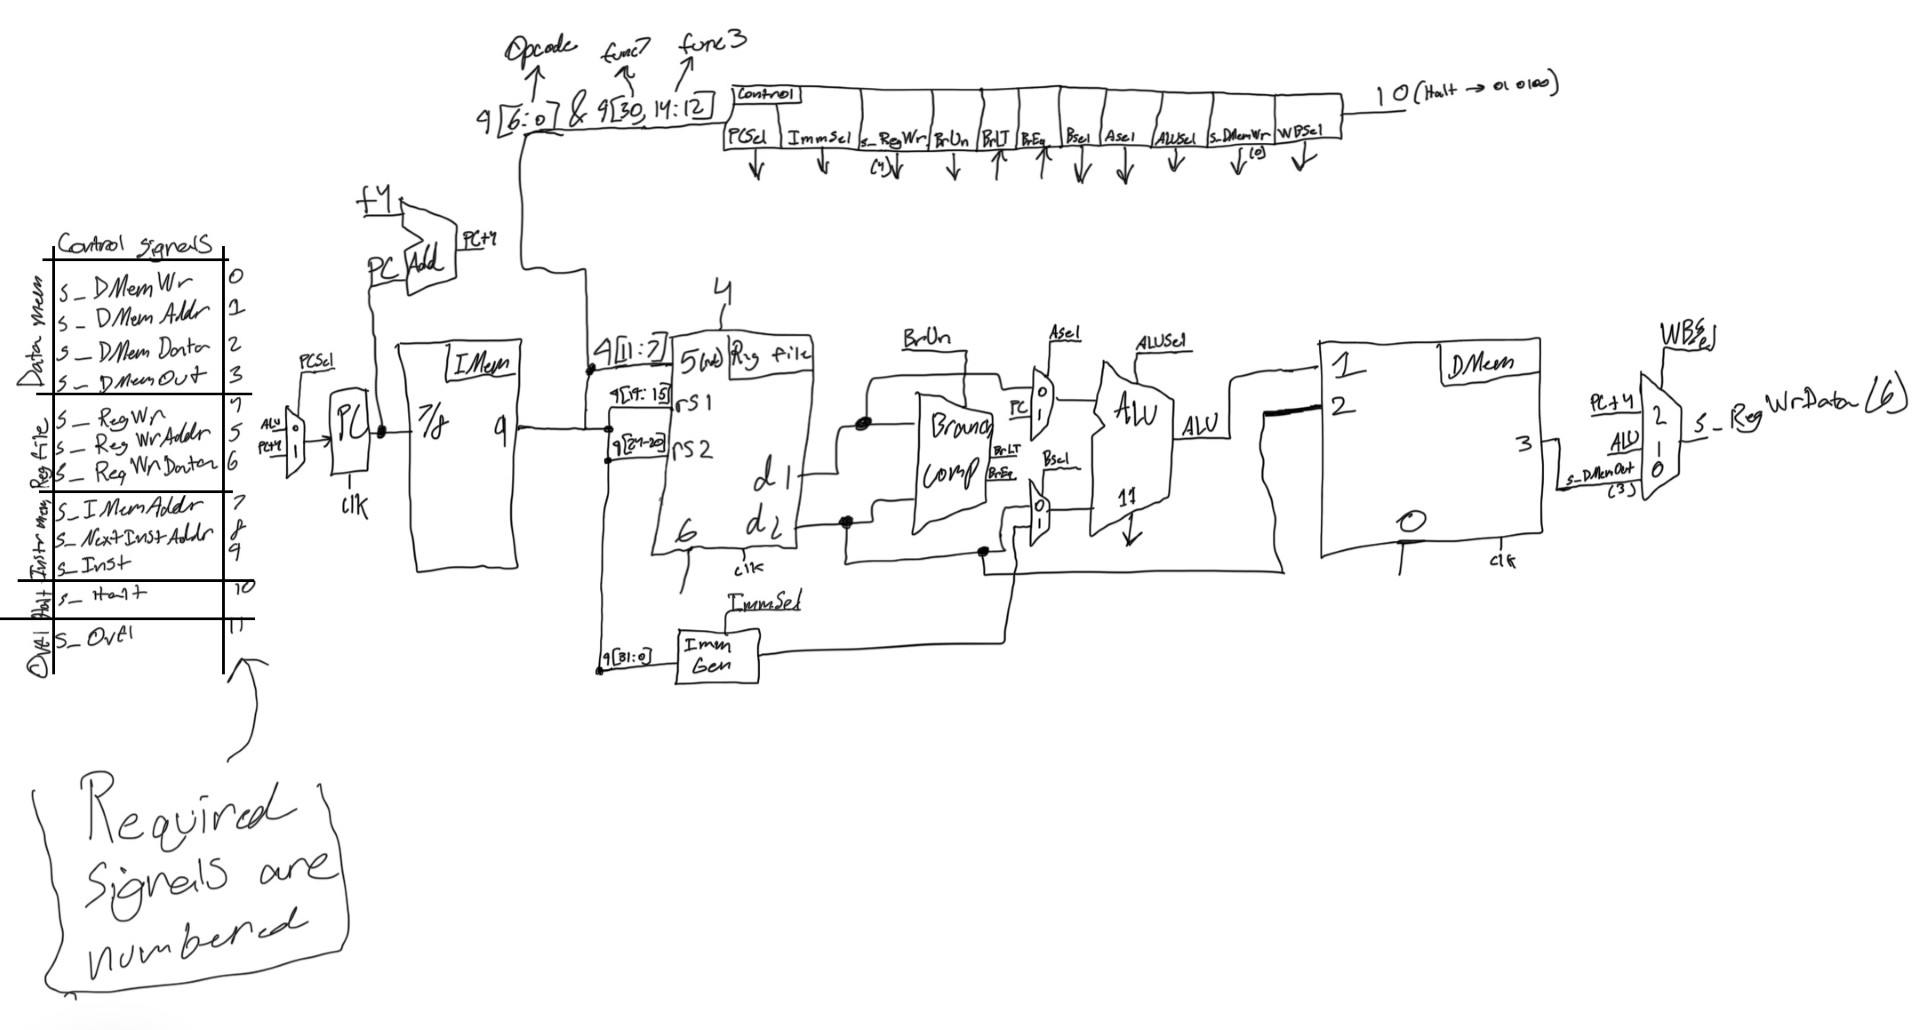 Opcode func7 func3
9[6:0] & 9[30, 14:12]
Control
PCSel ImmSel s_RegWr BrUn BrLT BrEq Bsel Asel ALUSel s_DMemWr WBSel
(4) (0)
10 (Halt → 010100)
+4
PC Add PC+4
Control signals
Data mem
s_DMemWr 0
s_DMemAddr 1
s_DMemData 2
s_DMemOut 3
Reg file
s_RegWr 4
s_RegWrAddr 5
s_RegWrData 6
Instr mem
s_IMemAddr 7
s_NextInstAddr 8
s_Inst 9
Halt
s_Halt 10
Ovfl
s_Ovfl 11
PCSel
ALU
PC+4
0
1
PC
clk
IMem
7/8
9
4
9[11:7]
5(rd) Reg file
9[19:15]
rs1
9[24-20]
rs2
d1
d2
6
clk
ImmSel
9[31:0]
Imm
Gen
BrUn
Branch
Comp
BrLT
BrEq
Asel
PC
0
1
Bsel
0
1
ALUSel
ALU
11
ALU
DMem
1
2
3
0
clk
WBSel
PC+4
ALU
s_DMemOut
(3)
2
1
0
s_RegWrData (6)
Required
signals are
numbered